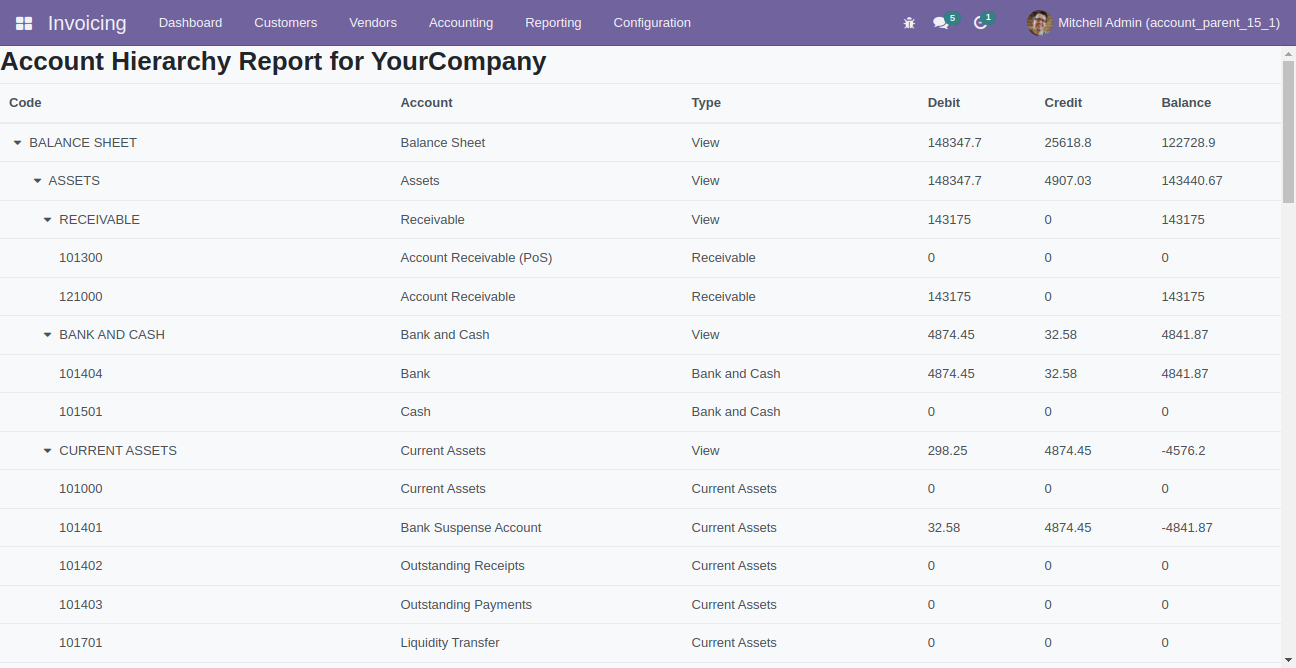 Invoicing Dashboard Customers Vendors Accounting Reporting Configuration 5 1 Mitchell Admin (account_parent_15_1)
Account Hierarchy Report for YourCompany
Code Account Type Debit Credit Balance
BALANCE SHEET Balance Sheet View 148347.7 25618.8 122728.9
ASSETS Assets View 148347.7 4907.03 143440.67
RECEIVABLE Receivable View 143175 0 143175
101300 Account Receivable (PoS) Receivable 0 0 0
121000 Account Receivable Receivable 143175 0 143175
BANK AND CASH Bank and Cash View 4874.45 32.58 4841.87
101404 Bank Bank and Cash 4874.45 32.58 4841.87
101501 Cash Bank and Cash 0 0 0
CURRENT ASSETS Current Assets View 298.25 4874.45 -4576.2
101000 Current Assets Current Assets 0 0 0
101401 Bank Suspense Account Current Assets 32.58 4874.45 -4841.87
101402 Outstanding Receipts Current Assets 0 0 0
101403 Outstanding Payments Current Assets 0 0 0
101701 Liquidity Transfer Current Assets 0 0 0